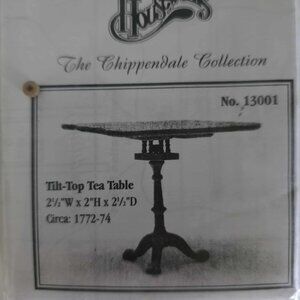 The Chippendale Collection
No. 13001
Tilt-Top Tea Table
2½"W x 2"H x 2½"D
Circa: 1772-74